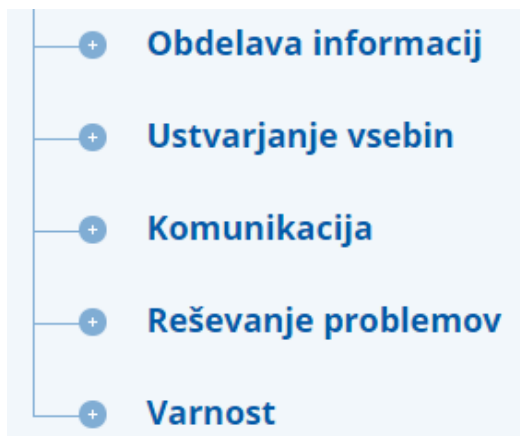 Obdelava informacij
Ustvarjanje vsebin
Komunikacija
Reševanje problemov
Varnost